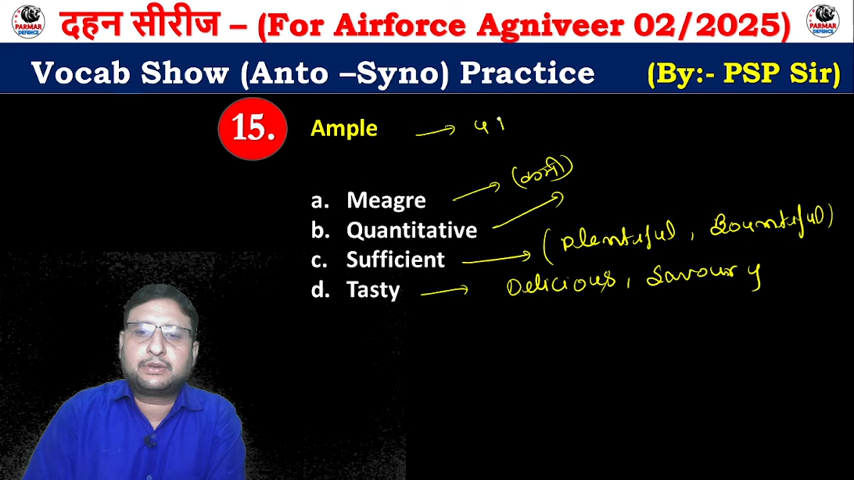 दहन सीरीज – (For Airforce Agniveer 02/2025)
PARMAR DEFENCE
PARMAR DEFENCE
Vocab Show (Anto –Syno) Practice (By:- PSP Sir)
15. Ample
a. Meagre (कमी)
b. Quantitative
c. Sufficient (Plentiful, Bountiful)
d. Tasty Delicious, Savoury